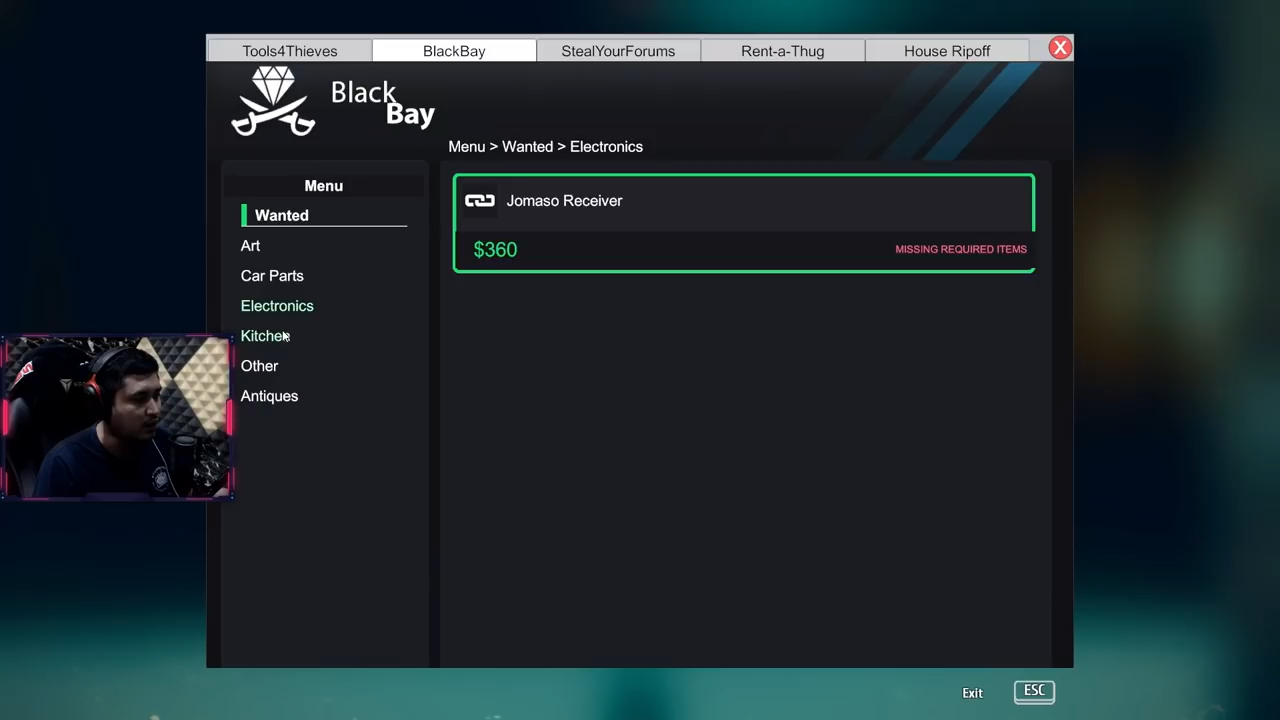 Tools4Thieves
BlackBay
StealYourForums
Rent-a-Thug
House Ripoff
X
Black
Bay
Menu > Wanted > Electronics
Menu
Wanted
Art
Car Parts
Electronics
Kitchen
Other
Antiques
Jomaso Receiver
$360
MISSING REQUIRED ITEMS
Exit
ESC